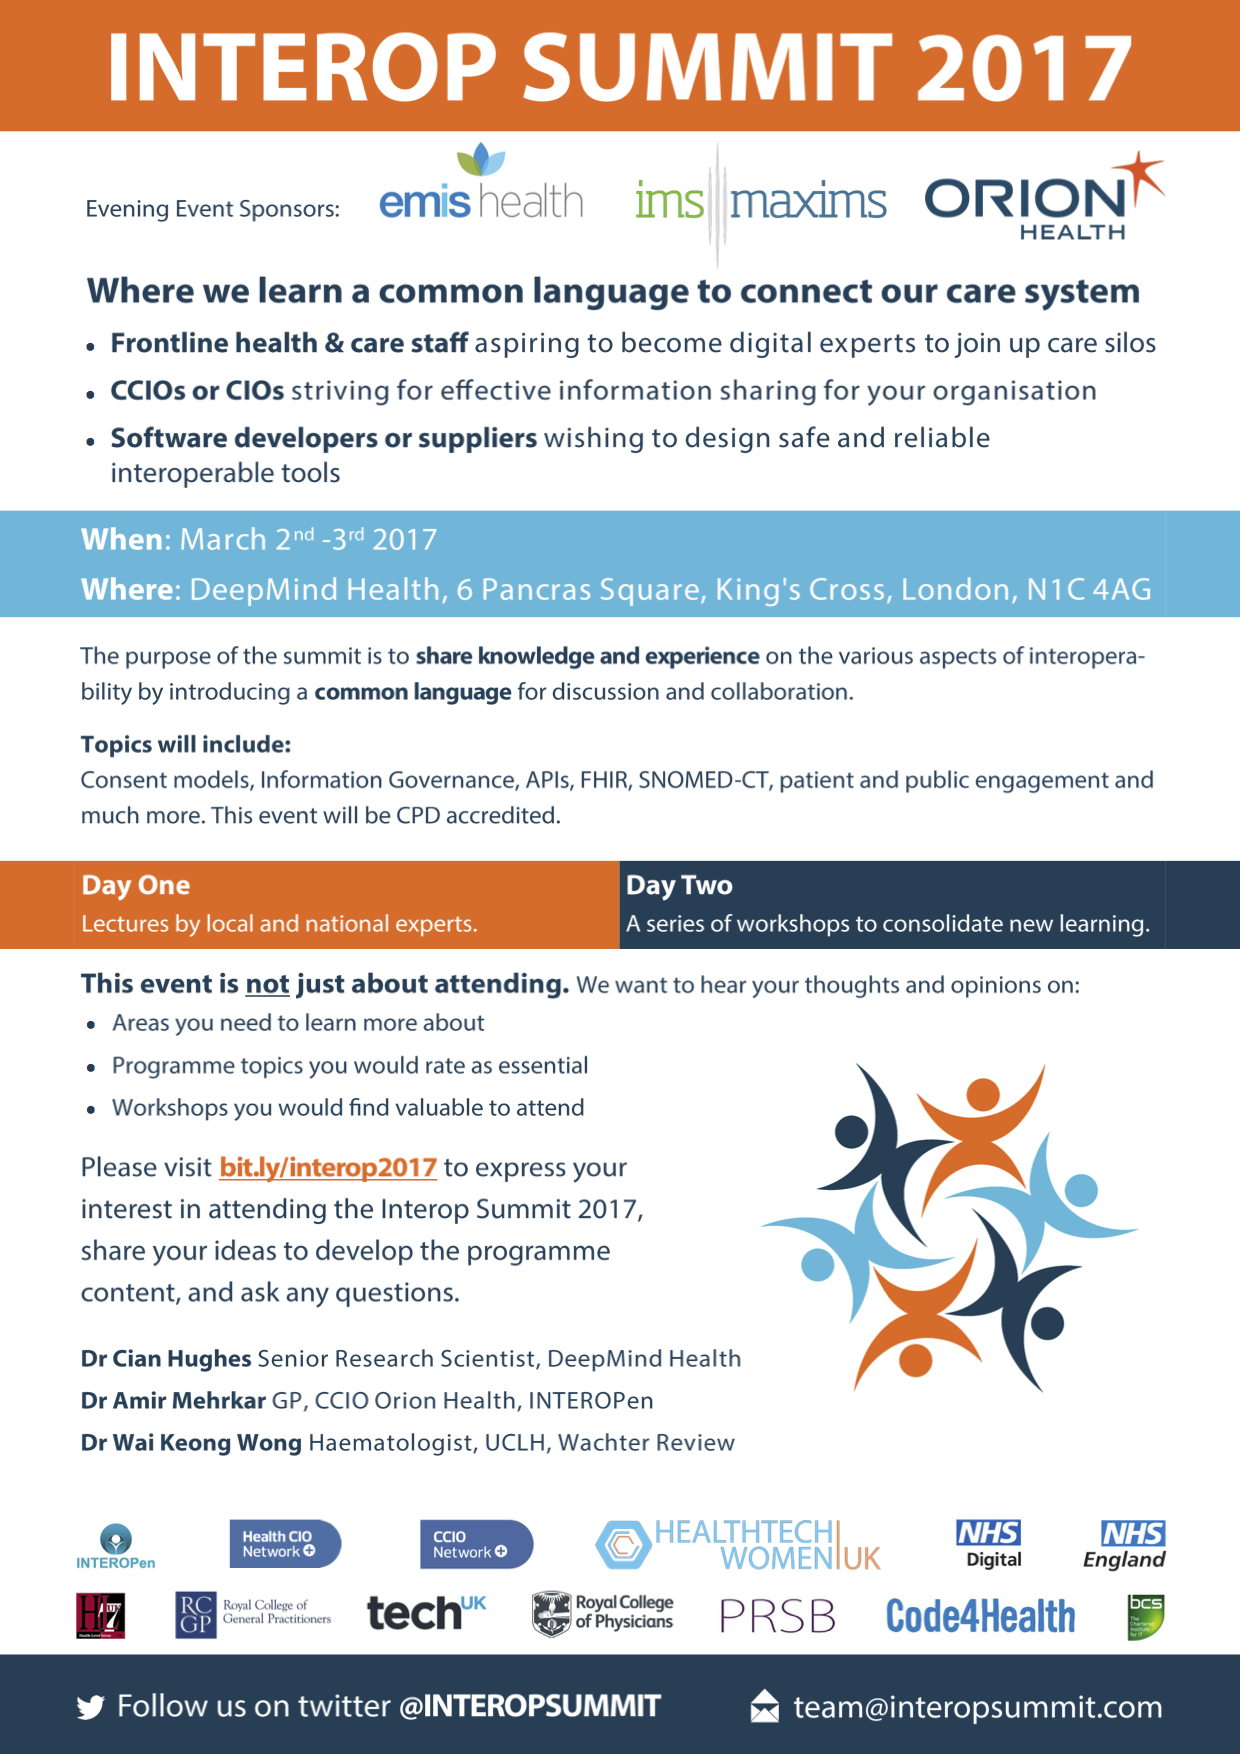 INTEROP SUMMIT 2017
Evening Event Sponsors:
emis health
ims maxims
ORION
HEALTH
Where we learn a common language to connect our care system
• Frontline health & care staff aspiring to become digital experts to join up care silos
• CCIOs or CIOs striving for effective information sharing for your organisation
• Software developers or suppliers wishing to design safe and reliable
interoperable tools
When: March 2nd -3rd 2017
Where: DeepMind Health, 6 Pancras Square, King's Cross, London, N1C 4AG
The purpose of the summit is to share knowledge and experience on the various aspects of interopera-
bility by introducing a common language for discussion and collaboration.
Topics will include:
Consent models, Information Governance, APIs, FHIR, SNOMED-CT, patient and public engagement and
much more. This event will be CPD accredited.
Day One
Lectures by local and national experts.
Day Two
A series of workshops to consolidate new learning.
This event is not just about attending. We want to hear your thoughts and opinions on:
• Areas you need to learn more about
• Programme topics you would rate as essential
• Workshops you would find valuable to attend
Please visit bit.ly/interop2017 to express your
interest in attending the Interop Summit 2017,
share your ideas to develop the programme
content, and ask any questions.
Dr Cian Hughes Senior Research Scientist, DeepMind Health
Dr Amir Mehrkar GP, CCIO Orion Health, INTEROPen
Dr Wai Keong Wong Haematologist, UCLH, Wachter Review
INTEROPen
Health CIO
Network
CCIO
Network
HEALTHTECH
WOMEN UK
NHS
Digital
NHS
England
HL7 UK
RC
GP
Royal College of
General Practitioners
techUK
Royal College
of Physicians
PRSB
Code4Health
bcs
The
Chartered
Institute
for IT
Follow us on twitter @INTEROPSUMMIT
team@interopsummit.com